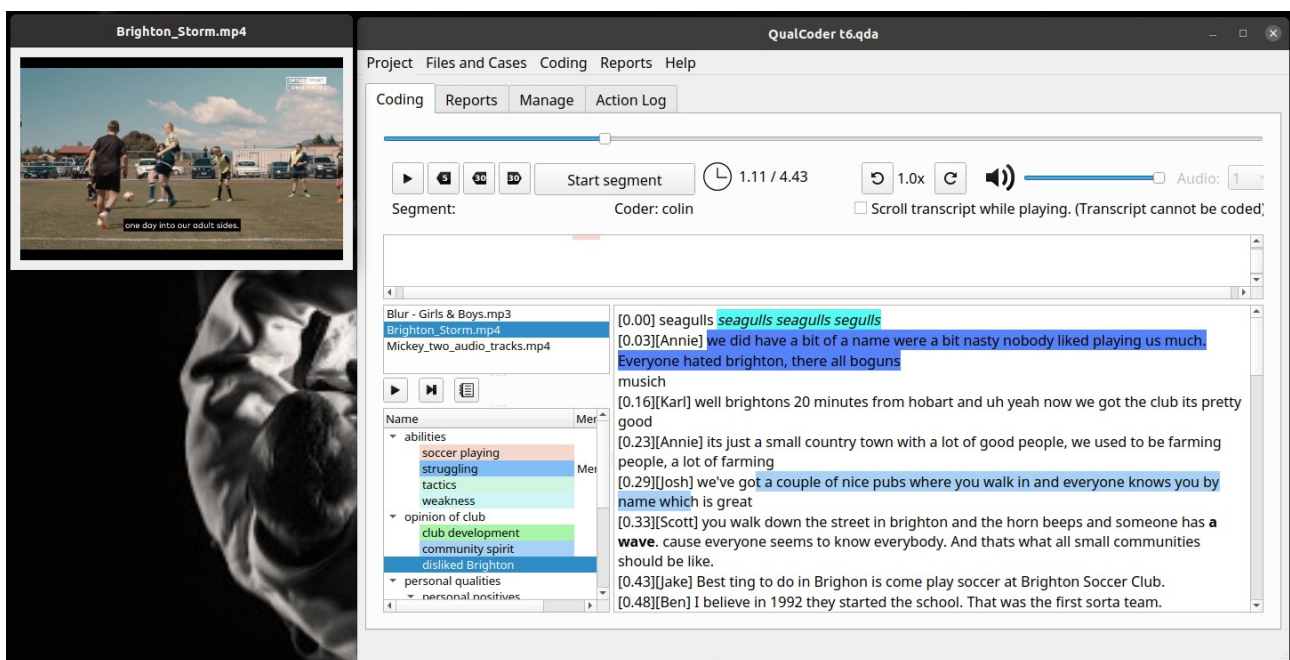 Brighton_Storm.mp4
one day into our adult sides.
QualCoder t6.qda
Project Files and Cases Coding Reports Help
Coding Reports Manage Action Log
5 30 30 Start segment 1.11 / 4.43 1.0x Audio: 1
Segment: Coder: colin Scroll transcript while playing. (Transcript cannot be coded)
Blur - Girls & Boys.mp3
Brighton_Storm.mp4
Mickey_two_audio_tracks.mp4
Name Mer
abilities
soccer playing
struggling Mer
tactics
weakness
opinion of club
club development
community spirit
disliked Brighton
personal qualities
personal positives
[0.00] seagulls seagulls seagulls segulls
[0.03][Annie] we did have a bit of a name were a bit nasty nobody liked playing us much.
Everyone hated brighton, there all boguns
musich
[0.16][Karl] well brightons 20 minutes from hobart and uh yeah now we got the club its pretty
good
[0.23][Annie] its just a small country town with a lot of good people, we used to be farming
people, a lot of farming
[0.29][Josh] we've got a couple of nice pubs where you walk in and everyone knows you by
name which is great
[0.33][Scott] you walk down the street in brighton and the horn beeps and someone has a
wave. cause everyone seems to know everybody. And thats what all small communities
should be like.
[0.43][Jake] Best ting to do in Brighon is come play soccer at Brighton Soccer Club.
[0.48][Ben] I believe in 1992 they started the school. That was the first sorta team.